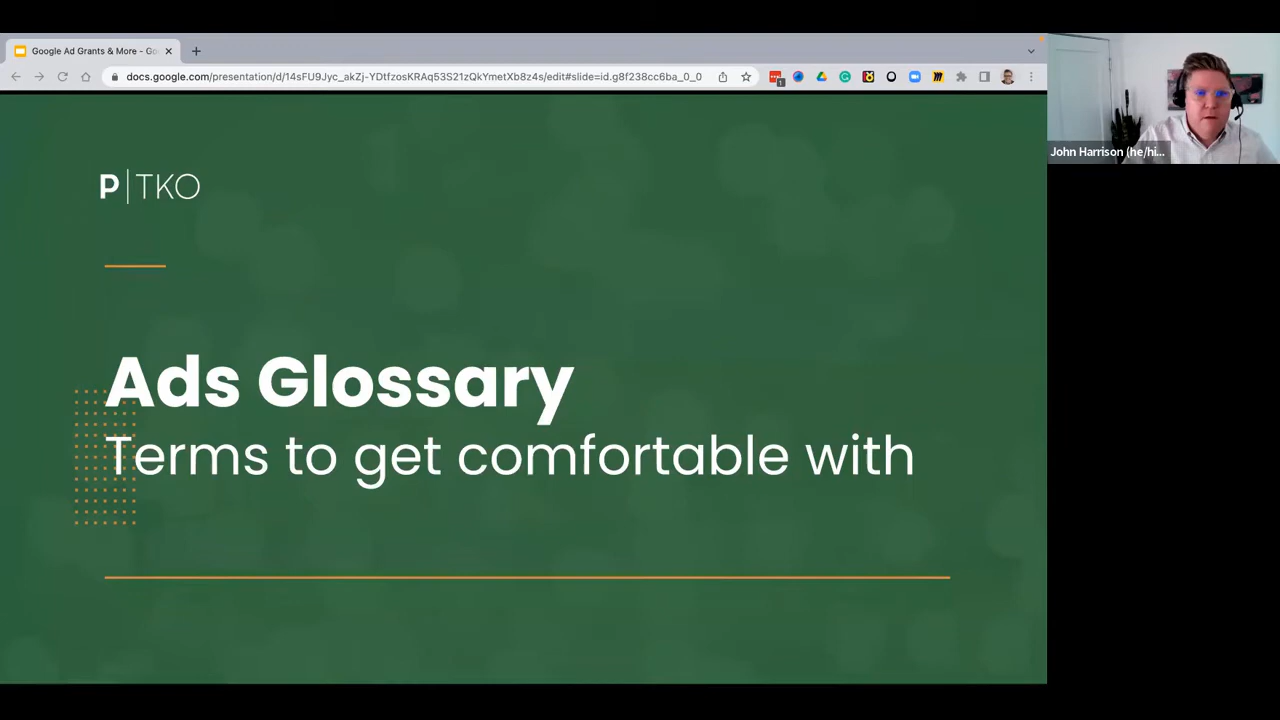 Google Ad Grants & More - Go
docs.google.com/presentation/d/14sFU9Jyc_akZj-YDtfzosKRAq53S21zQkYmetXb8z4s/edit#slide=id.g8f238cc6ba_0_0
John Harrison (he/hi...
P|TKO
Ads Glossary
Terms to get comfortable with